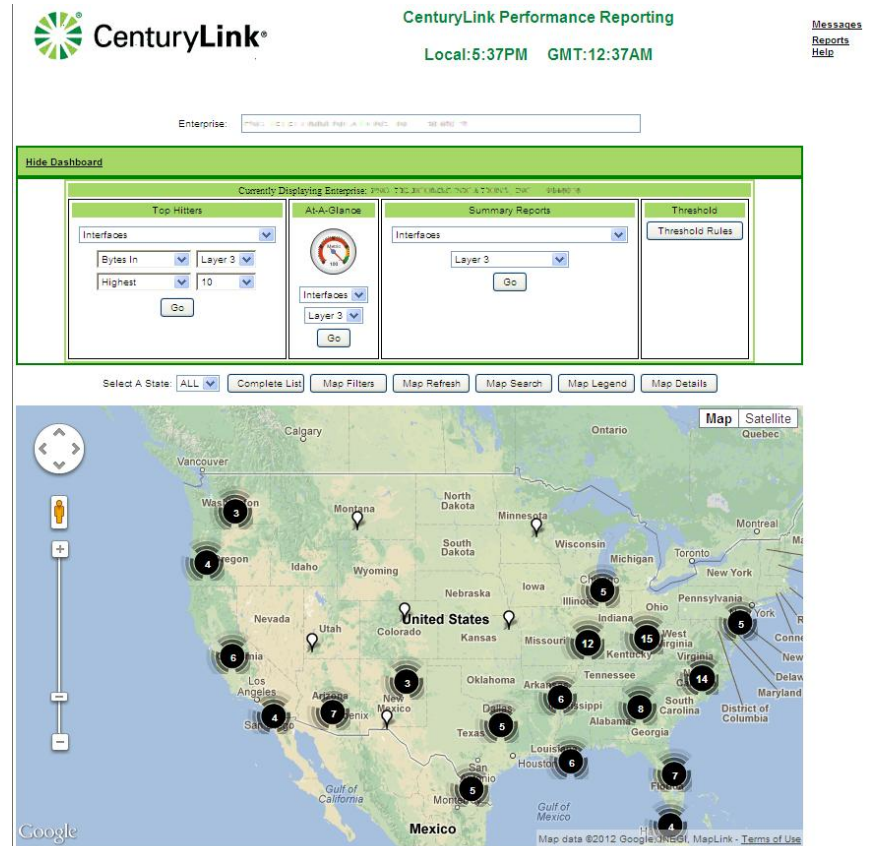 CenturyLink®
CenturyLink Performance Reporting
Local:5:37PM GMT:12:37AM
Messages
Reports
Help
Enterprise:
Hide Dashboard
Currently Displaying Enterprise:
Top Hitters
Interfaces
Bytes In
Layer 3
Highest
10
Go
At-A-Glance
Metric
100
Interfaces
Layer 3
Go
Summary Reports
Interfaces
Layer 3
Go
Threshold
Threshold Rules
Select A State: ALL
Complete List
Map Filters
Map Refresh
Map Search
Map Legend
Map Details
Map
Satellite
Calgary
Ontario
Quebec
Vancouver
3
Montana
North
Dakota
Minnesota
Montreal
4
Idaho
Wyoming
South
Dakota
Wisconsin
Michigan
Toronto
New York
Nebraska
Iowa
5
Illinois
Indiana
Ohio
Pennsylvania
York
5
Nevada
Utah
Colorado
United States
Kansas
Missouri
12
Kentucky
15
West
Virginia
Virginia
6
Los
Angeles
Arizona
3
New
Mexico
Oklahoma
Tennessee
14
Maryland
4
7
Dallas
5
Texas
6
Alabama
8
Georgia
South
Carolina
District of
Columbia
San
5
Houston
6
7
4
Gulf of
California
Gulf of
Mexico
Mexico
Google
Map data ©2012 Google, INEGI, MapLink - Terms of Use